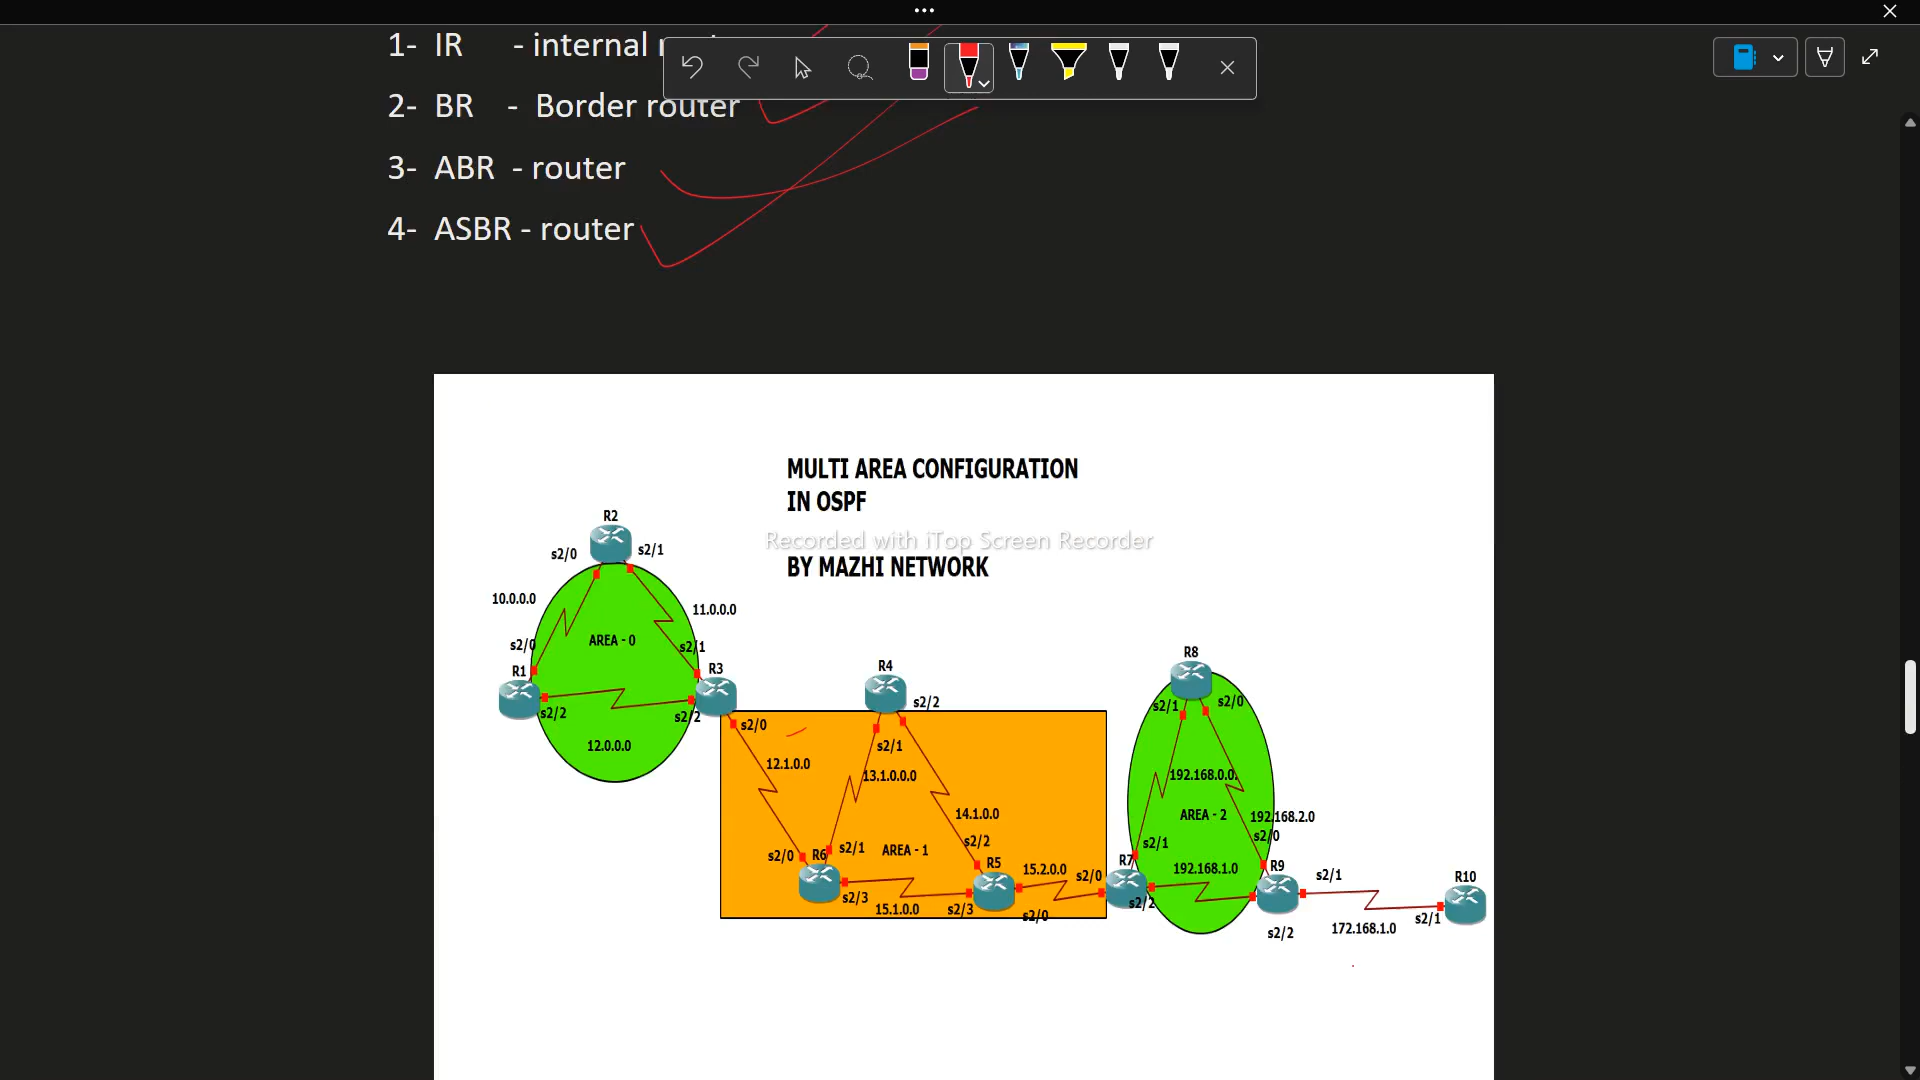 1- IR - internal
2- BR - Border router
3- ABR - router
4- ASBR - router
MULTI AREA CONFIGURATION
IN OSPF
Recorded with iTop Screen Recorder
BY MAZHI NETWORK
R2
s2/0
s2/1
10.0.0.0
11.0.0.0
AREA - 0
s2/0
s2/1
R1
R3
s2/2
s2/2
12.0.0.0
R4
s2/2
s2/0
s2/1
12.1.0.0
13.1.0.0.0
14.1.0.0
s2/2
s2/0
R6
s2/1
AREA - 1
R5
s2/3
15.1.0.0
s2/3
15.2.0.0
s2/0
s2/0
R8
s2/1
s2/0
192.168.0.0.
AREA - 2
192.168.2.0
s2/0
s2/1
R7
192.168.1.0
R9
s2/2
s2/2
s2/1
R10
s2/1
172.168.1.0